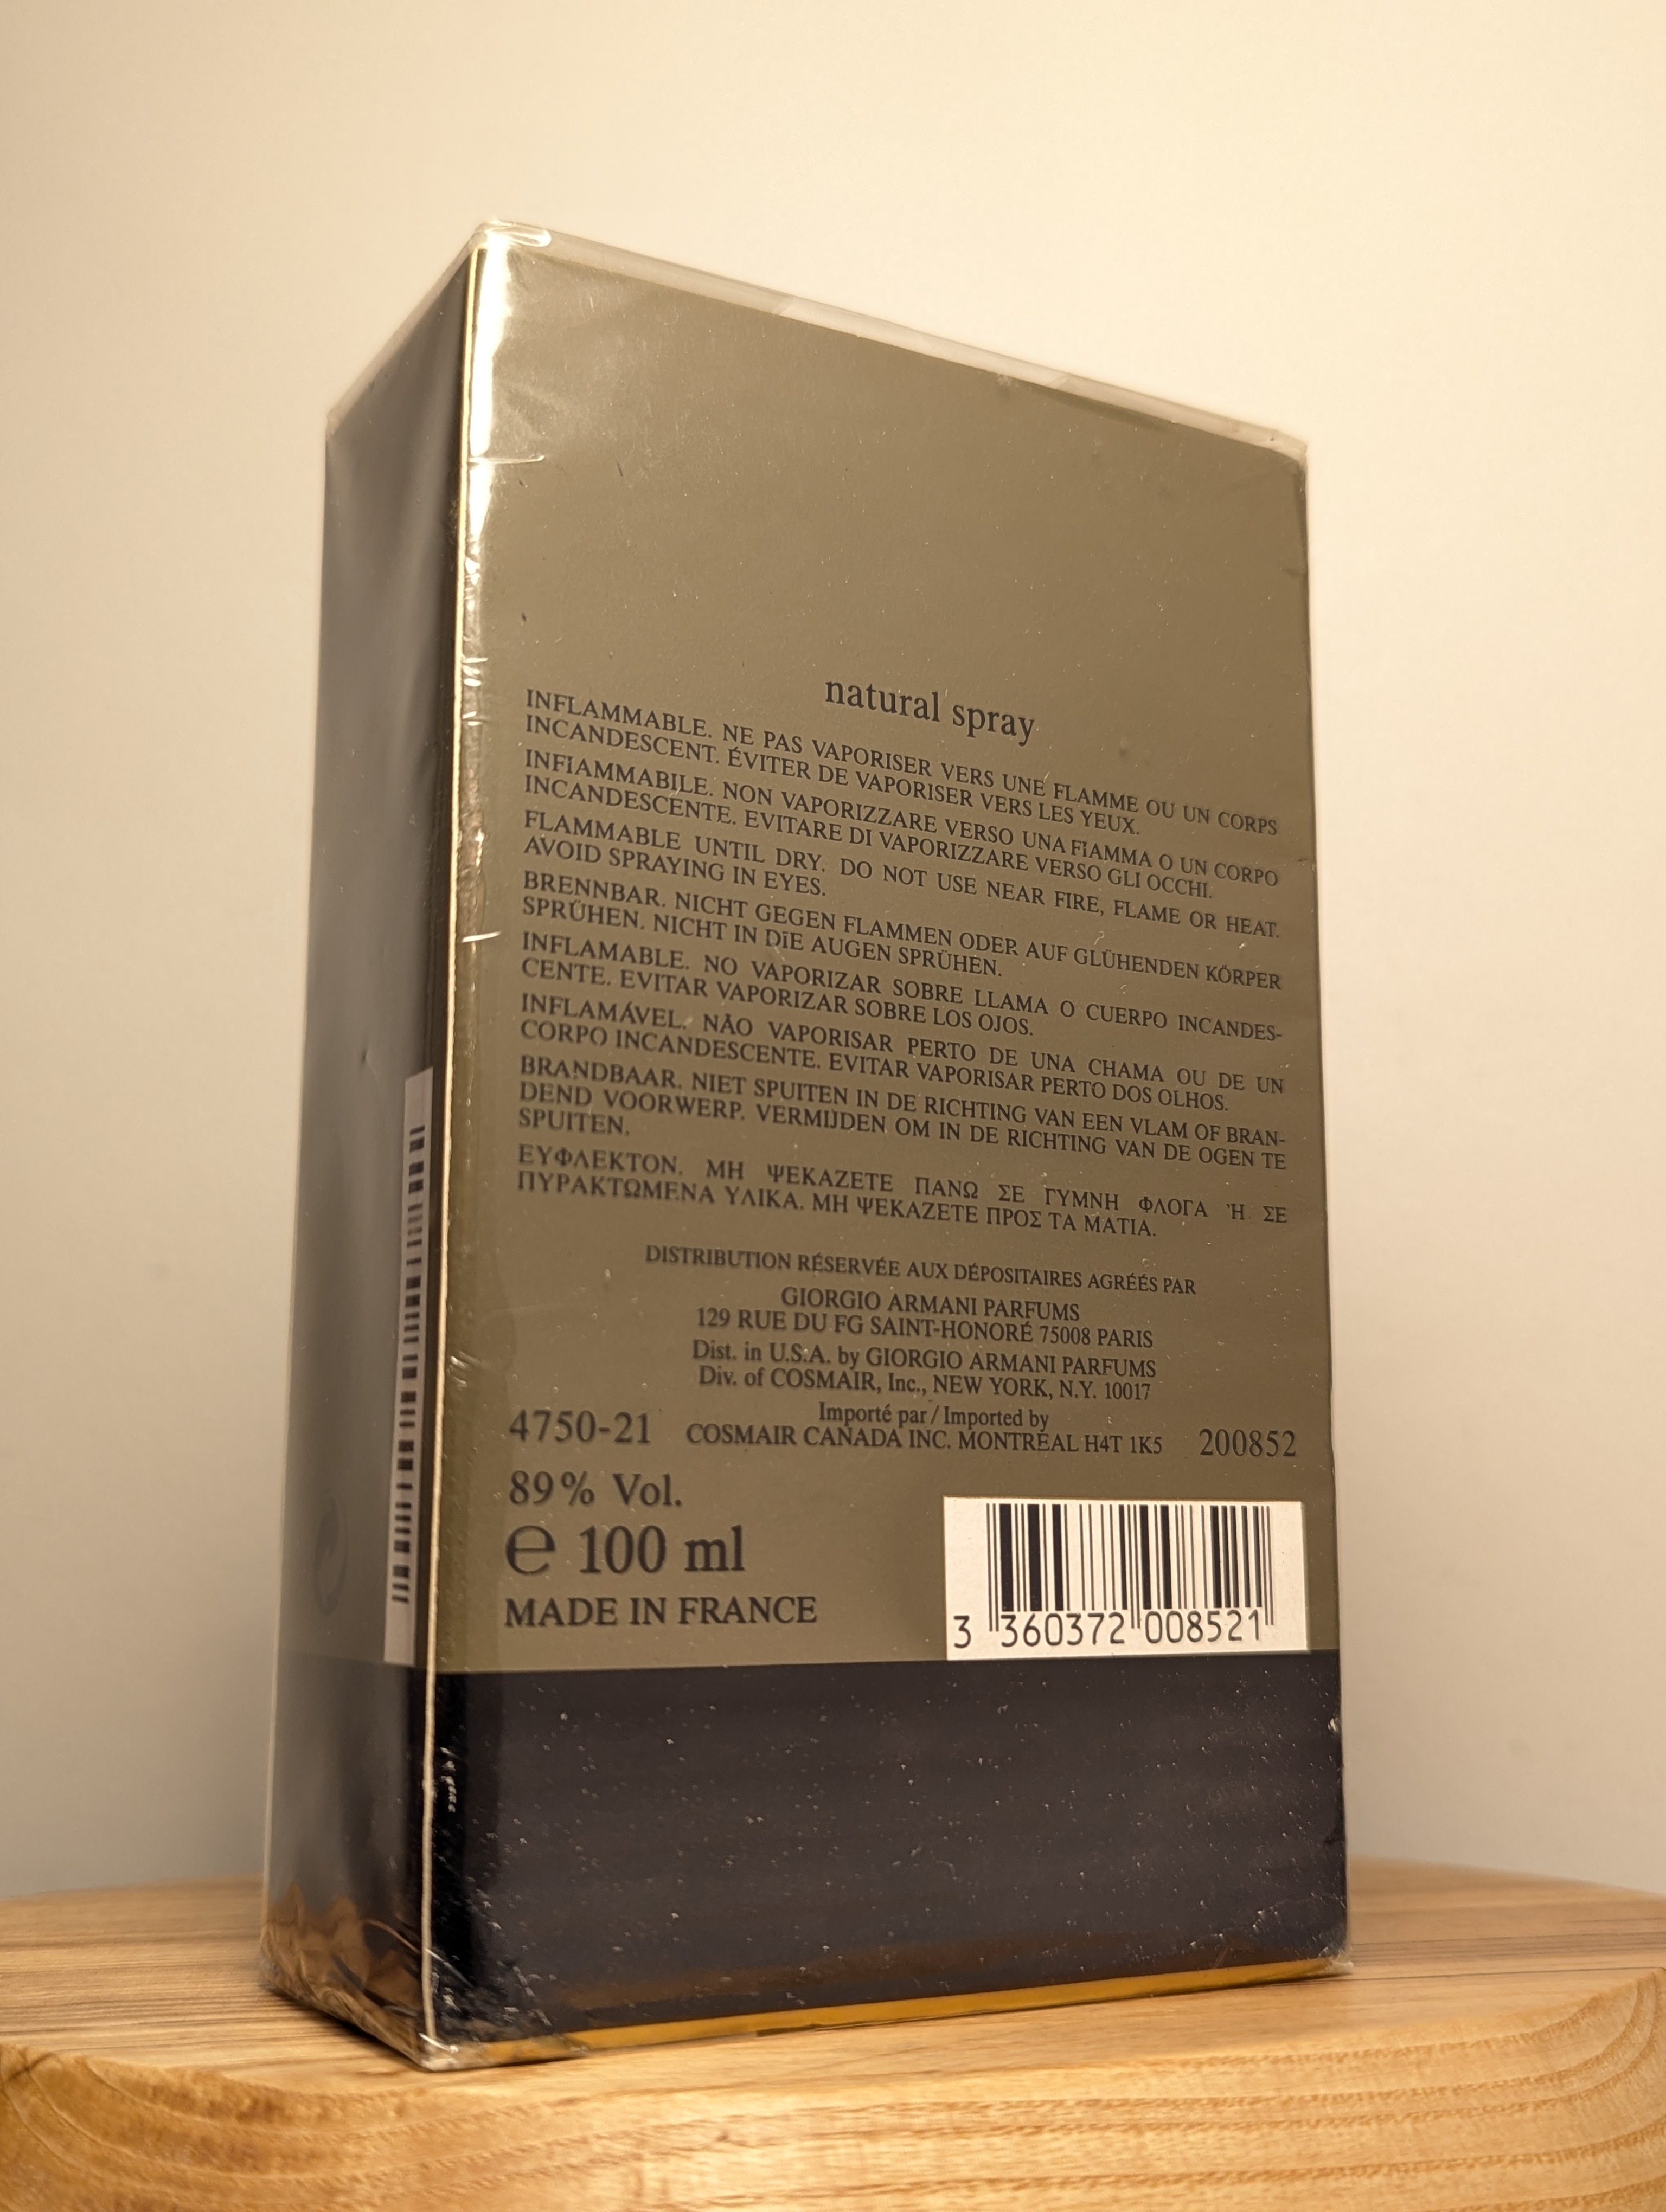 natural spray
INFLAMMABLE. NE PAS VAPORISER VERS UNE FLAMME OU UN CORPS
INCANDESCENT. ÉVITER DE VAPORISER VERS LES YEUX.
INFIAMMABILE. NON VAPORIZZARE VERSO UNA FIAMMA O UN CORPO
INCANDESCENTE. EVITARE DI VAPORIZZARE VERSO GLI OCCHI.
FLAMMABLE UNTIL DRY. DO NOT USE NEAR FIRE, FLAME OR HEAT.
AVOID SPRAYING IN EYES.
BRENNBAR. NICHT GEGEN FLAMMEN ODER AUF GLÜHENDEN KÖRPER
SPRÜHEN. NICHT IN DIE AUGEN SPRÜHEN.
INFLAMABLE. NO VAPORIZAR SOBRE LLAMA O CUERPO INCANDES-
CENTE. EVITAR VAPORIZAR SOBRE LOS OJOS.
INFLAMÁVEL. NÃO VAPORISAR PERTO DE UNA CHAMA OU DE UN
CORPO INCANDESCENTE. EVITAR VAPORISAR PERTO DOS OLHOS.
BRANDBAAR. NIET SPUITEN IN DE RICHTING VAN EEN VLAM OF BRAN-
DEND VOORWERP. VERMIJDEN OM IN DE RICHTING VAN DE OGEN TE
SPUITEN.
ΕΥΦΛΕΚΤΟΝ. ΜΗ ΨΕΚΑΖΕΤΕ ΠΑΝΩ ΣΕ ΓΥΜΝΗ ΦΛΟΓΑ Ή ΣΕ
ΠΥΡΑΚΤΩΜΕΝΑ ΥΛΙΚΑ. ΜΗ ΨΕΚΑΖΕΤΕ ΠΡΟΣ ΤΑ ΜΑΤΙΑ.
DISTRIBUTION RÉSERVÉE AUX DÉPOSITAIRES AGRÉÉS PAR
GIORGIO ARMANI PARFUMS
129 RUE DU FG SAINT-HONORÉ 75008 PARIS
Dist. in U.S.A. by GIORGIO ARMANI PARFUMS
Div. of COSMAIR, Inc., NEW YORK, N.Y. 10017
Importé par / Imported by
4750-21 COSMAIR CANADA INC. MONTRÉAL H4T 1K5 200852
89% Vol.
℮ 100 ml
MADE IN FRANCE
3 360372 008521